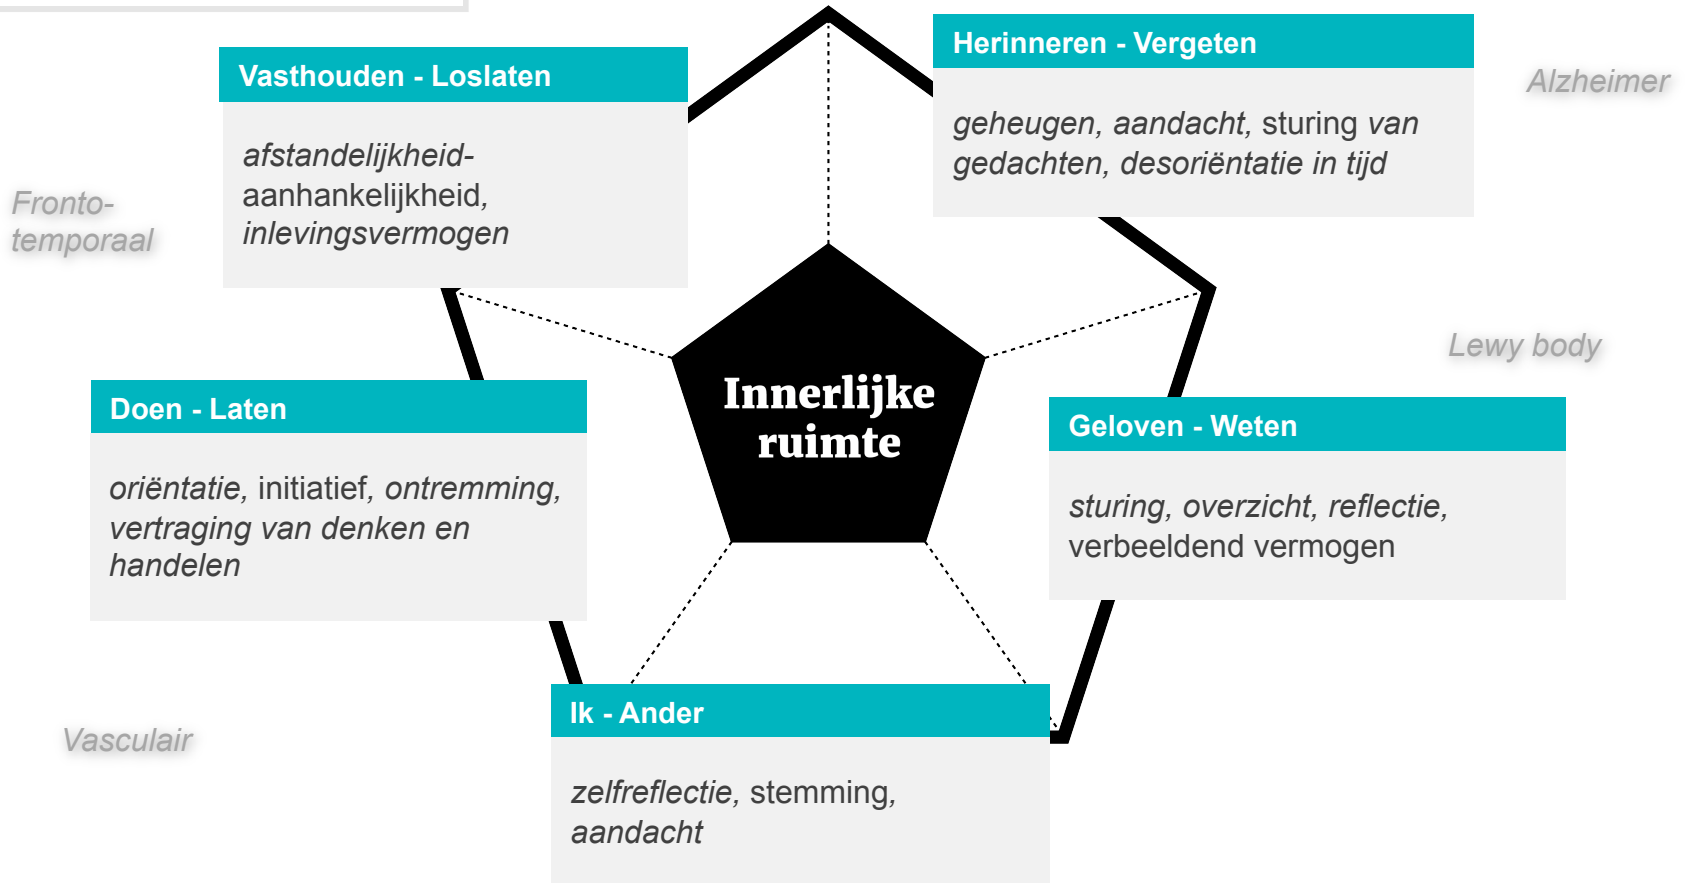 Vasthouden - Loslaten
afstandelijkheid-
aanhankelijkheid,
inlevingsvermogen
Herinneren - Vergeten
geheugen, aandacht, sturing van
gedachten, desoriëntatie in tijd
Alzheimer
Fronto-
temporaal
Innerlijke
ruimte
Lewy body
Doen - Laten
oriëntatie, initiatief, ontremming,
vertraging van denken en
handelen
Geloven - Weten
sturing, overzicht, reflectie,
verbeeldend vermogen
Vasculair
Ik - Ander
zelfreflectie, stemming,
aandacht